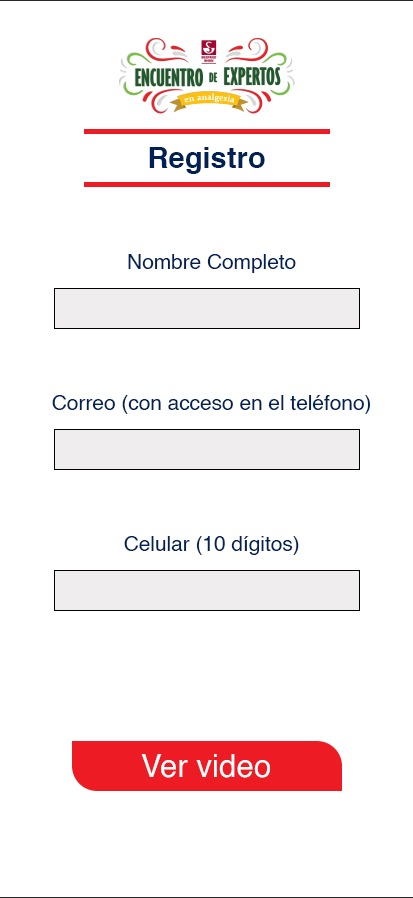 ENCUENTRO DE EXPERTOS
en analgesia
Registro
Nombre Completo
Correo (con acceso en el teléfono)
Celular (10 dígitos)
Ver video